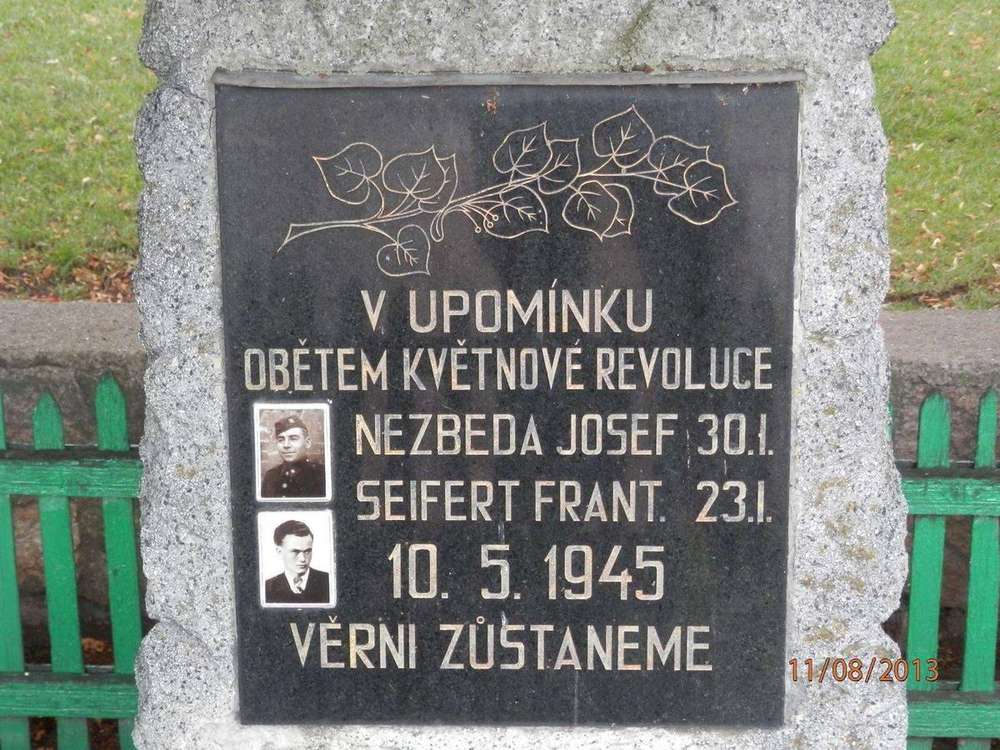 V UPOMÍNKU
OBĚTEM KVĚTNOVÉ REVOLUCE
NEZBEDA JOSEF 30.l.
SEIFERT FRANT. 23.l.
10. 5. 1945
VĚRNI ZŮSTANEME
11/08/2013